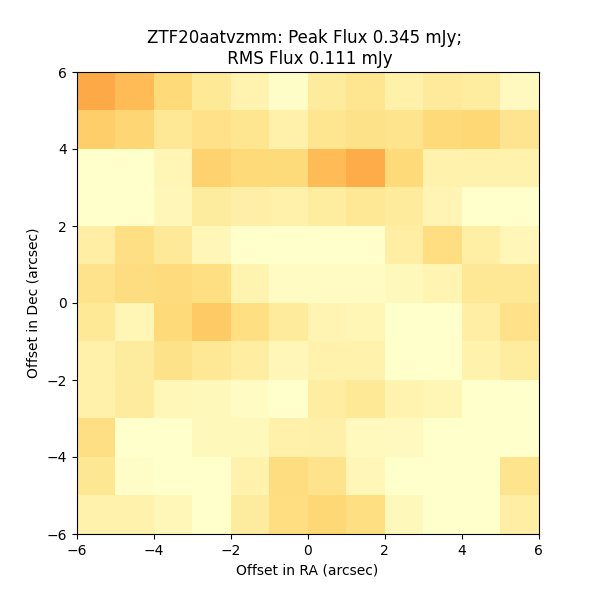 ZTF20aatvzmm: Peak Flux 0.345 mJy;
RMS Flux 0.111 mJy
6
4
2
0
−2
−4
−6
Offset in Dec (arcsec)
−6 −4 −2 0 2 4 6
Offset in RA (arcsec)